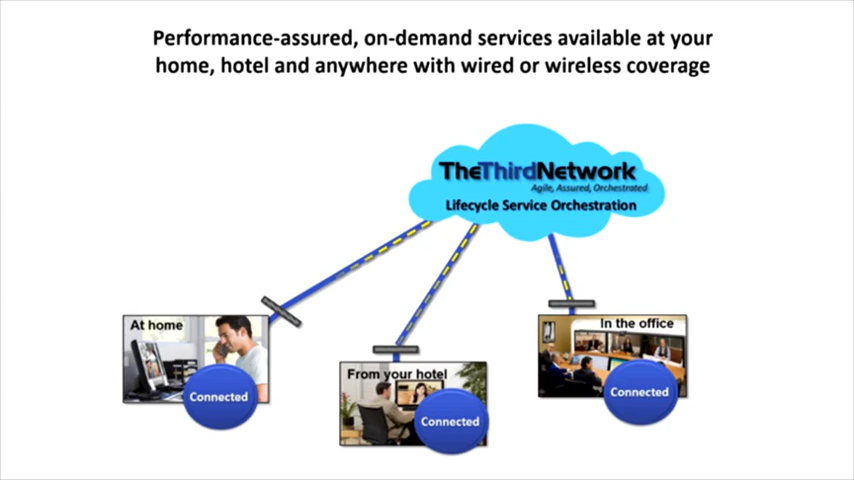 Performance-assured, on-demand services available at your
home, hotel and anywhere with wired or wireless coverage
TheThirdNetwork
Agile, Assured, Orchestrated
Lifecycle Service Orchestration
At home
Connected
From your hotel
Connected
In the office
Connected